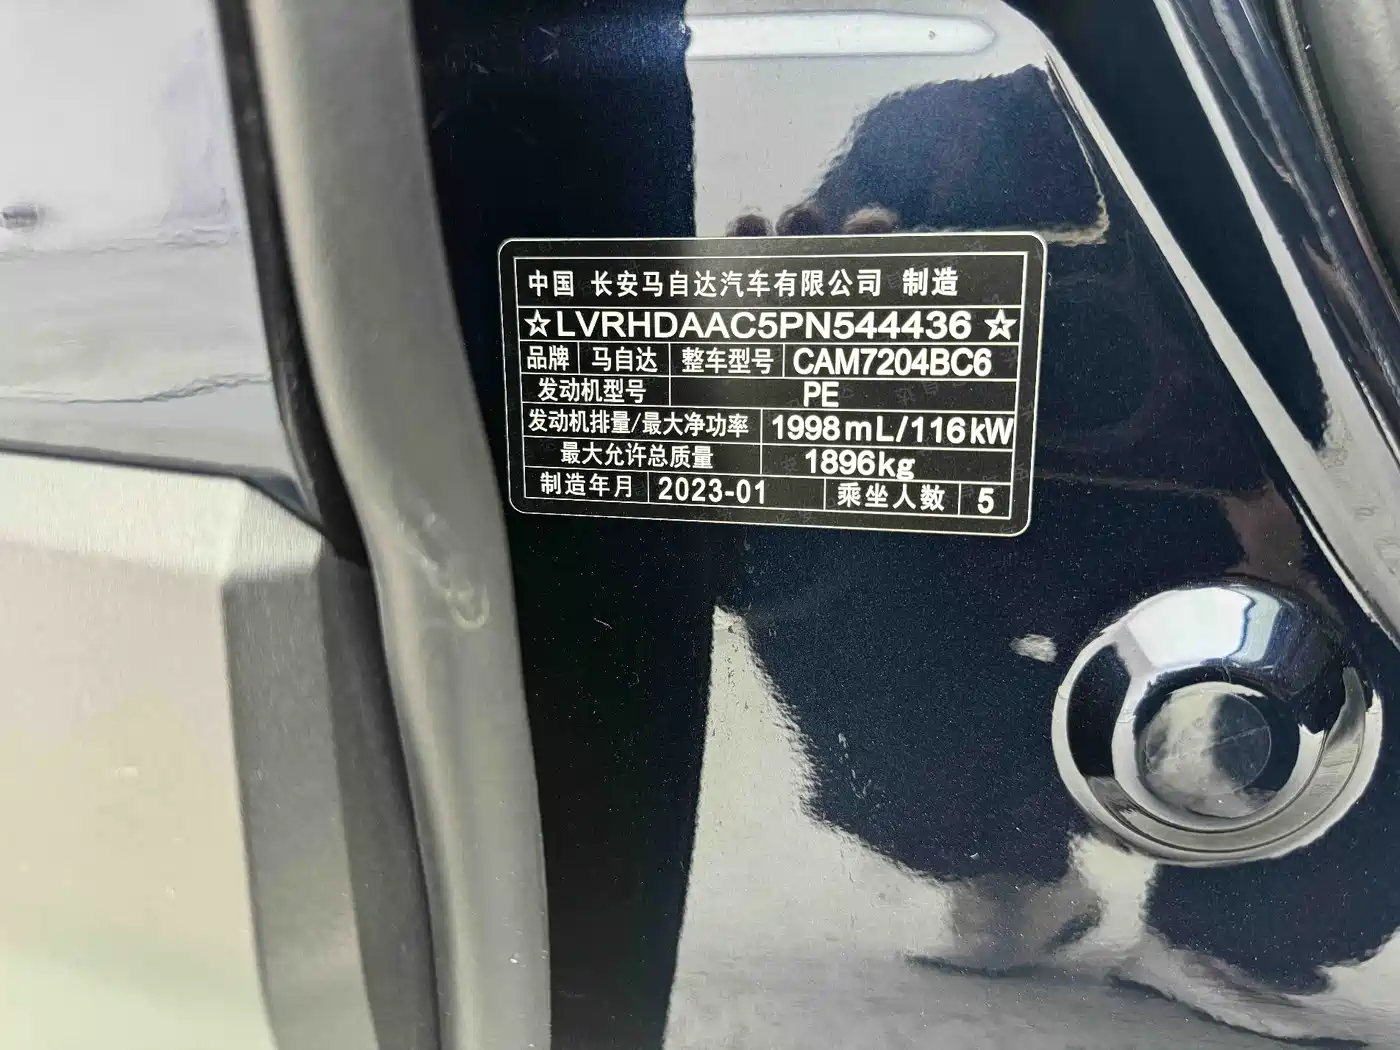 中国 长安马自达汽车有限公司 制造
☆LVRHDAAC5PN544436☆
品牌 马自达 整车型号 CAM7204BC6
发动机型号 PE
发动机排量/最大净功率 1998mL/116kW
最大允许总质量 1896kg
制造年月 2023-01 乘坐人数 5